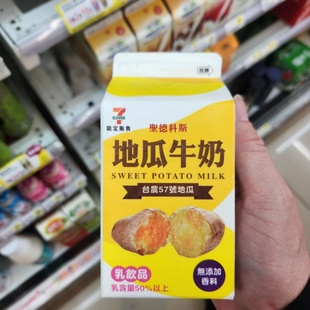 7
ELEVEN
限定販售
聖德科斯
地瓜牛奶
SWEET POTATO MILK
台農57號地瓜
乳飲品
乳含量50%以上
無添加
香料